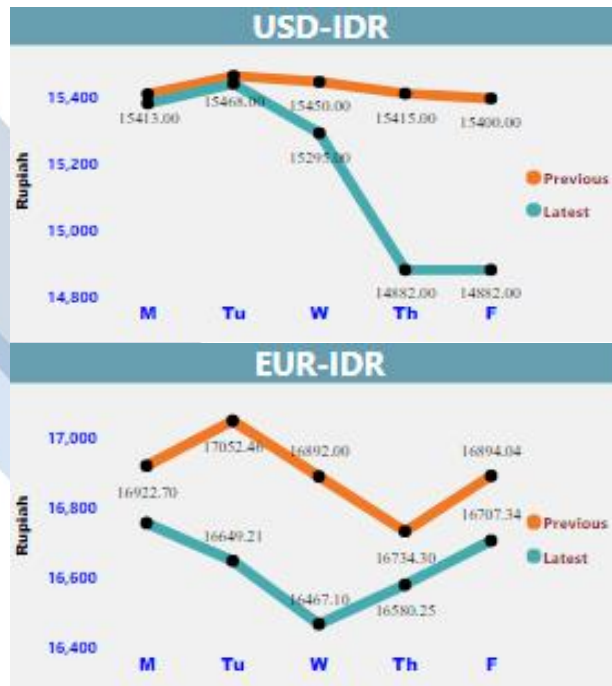 USD-IDR
15,400
15413.00
15468.00
15450.00
15415.00
15400.00
15,200
15295.00
Rupiah
Previous
15,000
Latest
14,800
14882.00
14882.00
M Tu W Th F
EUR-IDR
17,000
17052.40
16892.00
16894.04
16922.70
16,800
16707.34
Rupiah
16649.21
Previous
16734.30
Latest
16,600
16467.10
16580.25
16,400
M Tu W Th F